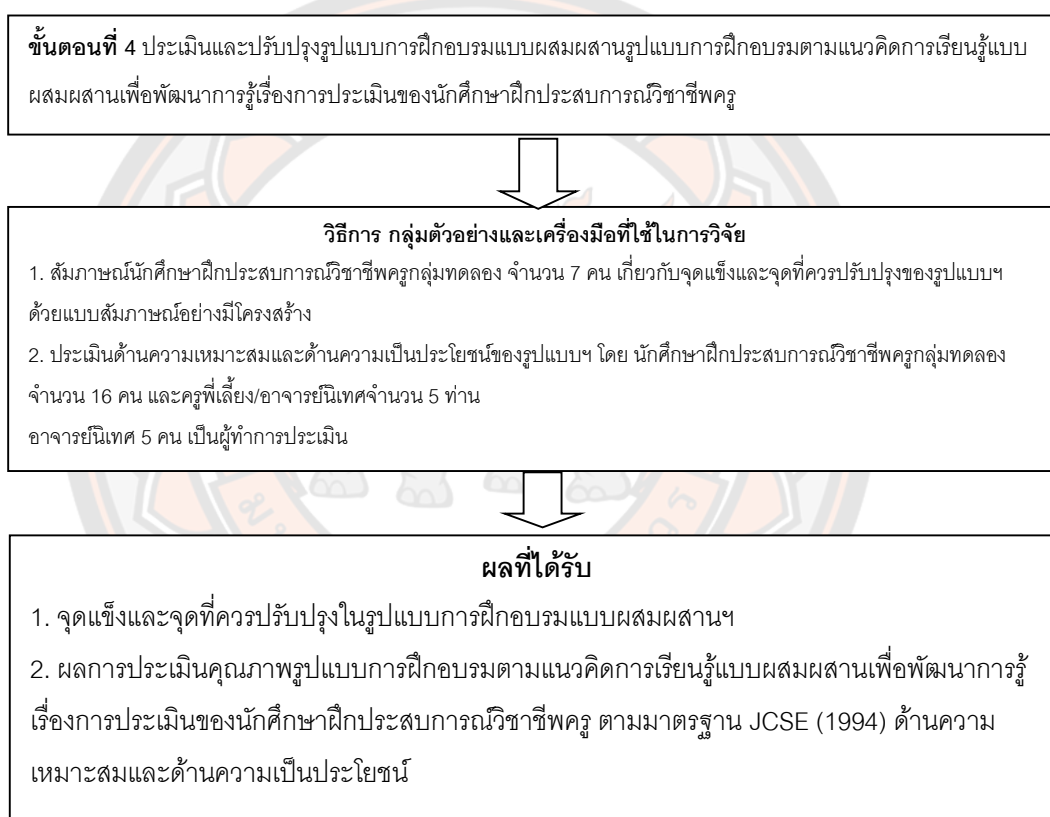 ขั้นตอนที่ 4 ประเมินและปรับปรุงรูปแบบการฝึกอบรมแบบผสมผสานรูปแบบการฝึกอบรมตามแนวคิดการเรียนรู้แบบ
ผสมผสานเพื่อพัฒนาการรู้เรื่องการประเมินของนักศึกษาฝึกประสบการณ์วิชาชีพครู
วิธีการ กลุ่มตัวอย่างและเครื่องมือที่ใช้ในการวิจัย
1. สัมภาษณ์นักศึกษาฝึกประสบการณ์วิชาชีพครูกลุ่มทดลอง จำนวน 7 คน เกี่ยวกับจุดแข็งและจุดที่ควรปรับปรุงของรูปแบบฯ
ด้วยแบบสัมภาษณ์อย่างมีโครงสร้าง
2. ประเมินด้านความเหมาะสมและด้านความเป็นประโยชน์ของรูปแบบฯ โดย นักศึกษาฝึกประสบการณ์วิชาชีพครูกลุ่มทดลอง
จำนวน 16 คน และครูพี่เลี้ยง/อาจารย์นิเทศจำนวน 5 ท่าน
อาจารย์นิเทศ 5 คน เป็นผู้ทำการประเมิน
ผลที่ได้รับ
1. จุดแข็งและจุดที่ควรปรับปรุงในรูปแบบการฝึกอบรมแบบผสมผสานฯ
2. ผลการประเมินคุณภาพรูปแบบการฝึกอบรมตามแนวคิดการเรียนรู้แบบผสมผสานเพื่อพัฒนาการรู้
เรื่องการประเมินของนักศึกษาฝึกประสบการณ์วิชาชีพครู ตามมาตรฐาน JCSE (1994) ด้านความ
เหมาะสมและด้านความเป็นประโยชน์